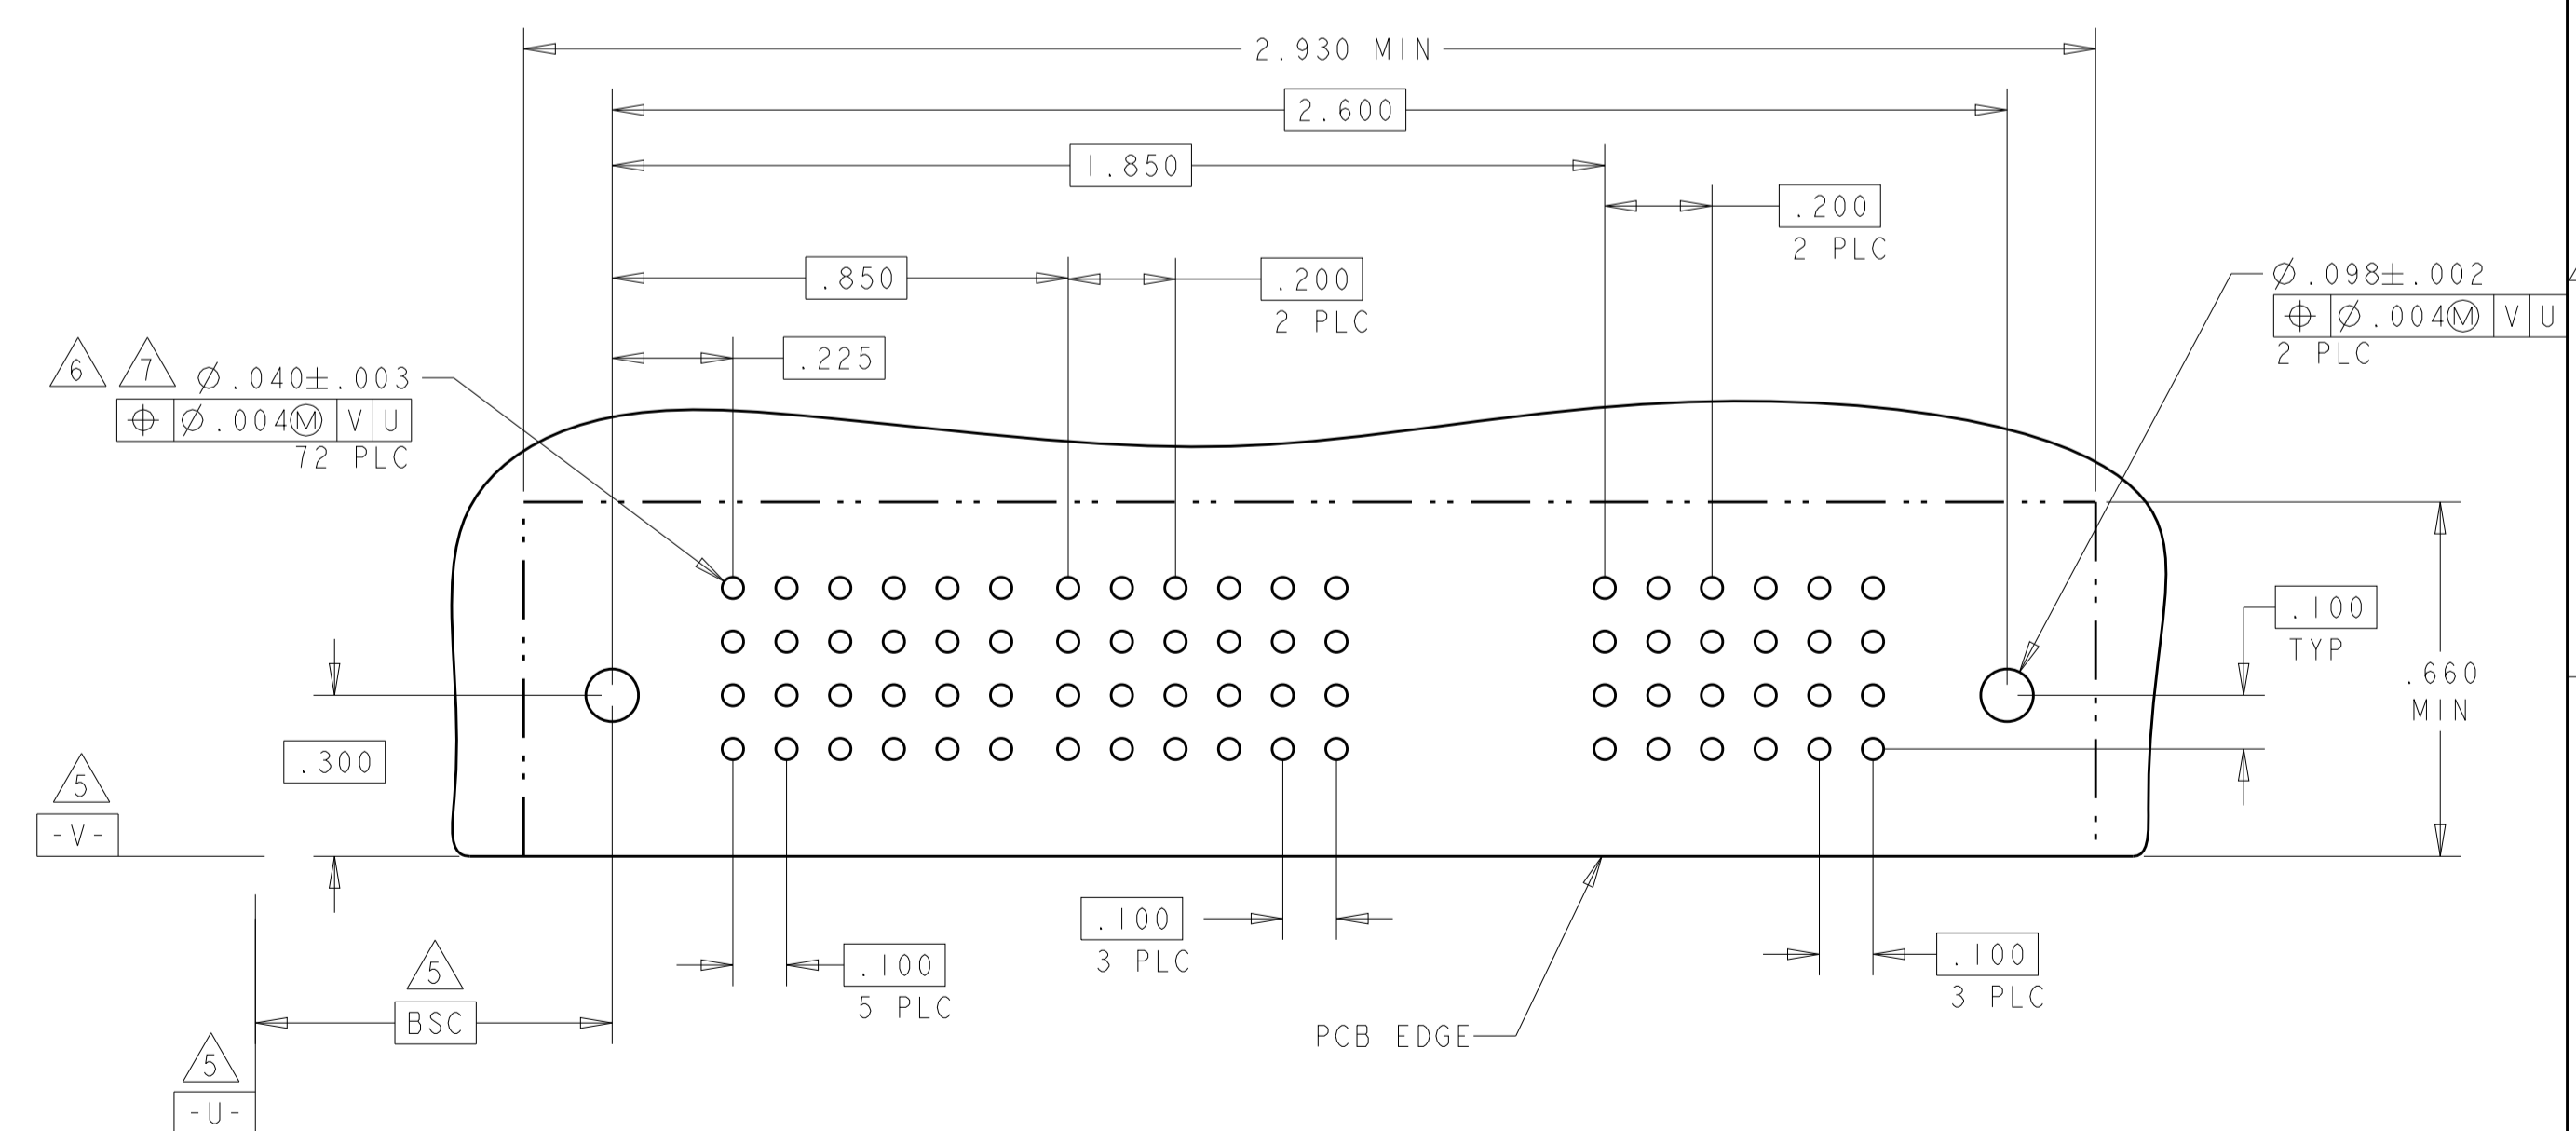 2.930 MIN
2.600
1.850
.200
2 PLC
.850
.200
2 PLC
Ø.098±.002
⌖ Ø.004Ⓜ V U
2 PLC
.225
6 7 Ø.040±.003
⌖ Ø.004Ⓜ V U
72 PLC
.100
TYP
.660
MIN
.300
5
-V-
.100
3 PLC
.100
5 PLC
.100
3 PLC
5
BSC
PCB EDGE
5
-U-